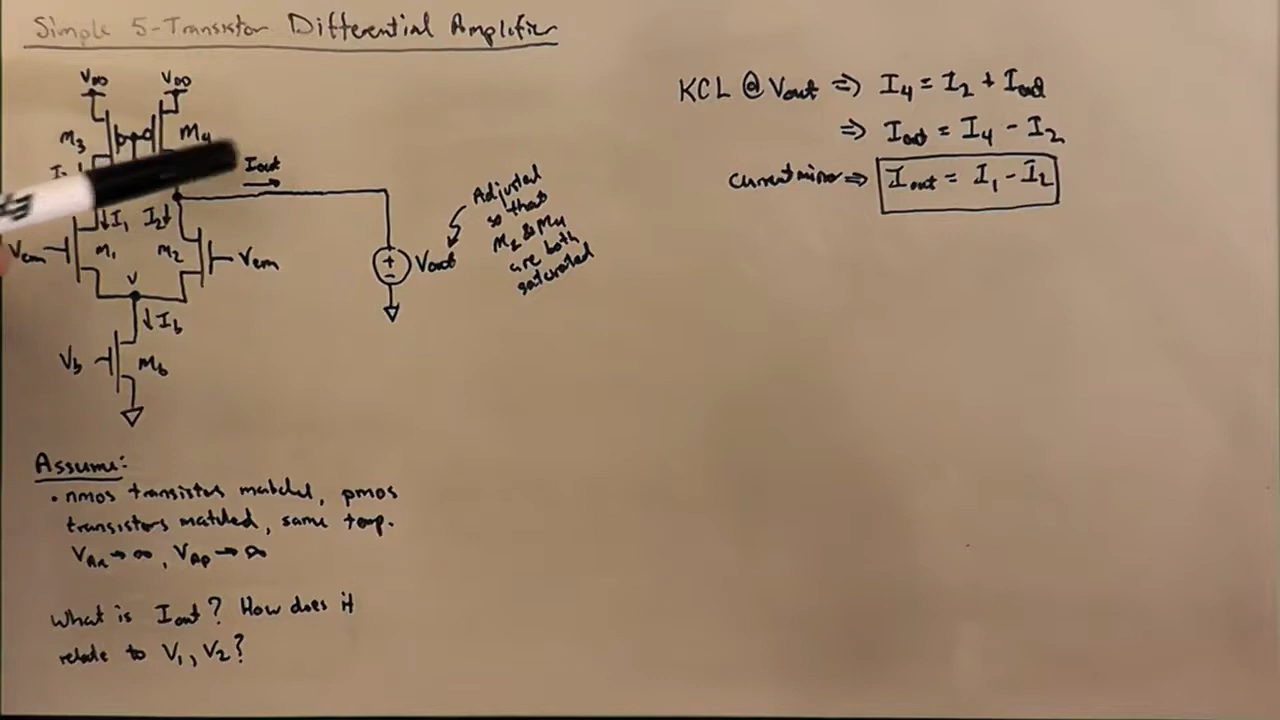 Simple 5-Transistor Differential Amplifier
VDD VDD
M3 M4
Iout
I1 I2
Vcm M1 M2 Vcm
V
Ib
Vb Mb
+
-
Vout
Adjusted
so that
M2 & M4
are both
saturated
KCL @ Vout ⇒ I4 = I2 + Iout
⇒ Iout = I4 - I2
current mirror ⇒ Iout = I1 - I2
Assume:
• nmos transistors matched, pmos
transistors matched, same temp.
VAn → ∞, VAp → ∞
What is Iout? How does it
relate to V1, V2?